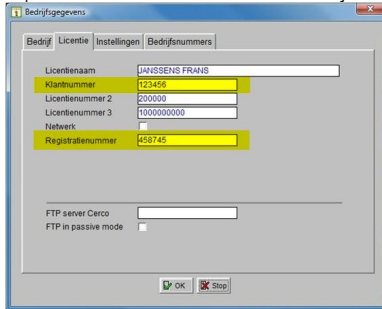 Bedrijfsgegevens
Bedrijf Licentie Instellingen Bedrijfsnummers
Licentienaam JANSSENS FRANS
Klantnummer 123456
Licentienummer 2 200000
Licentienummer 3 1000000000
Netwerk
Registratienummer 458745
FTP server Cerco
FTP in passive mode
OK Stop